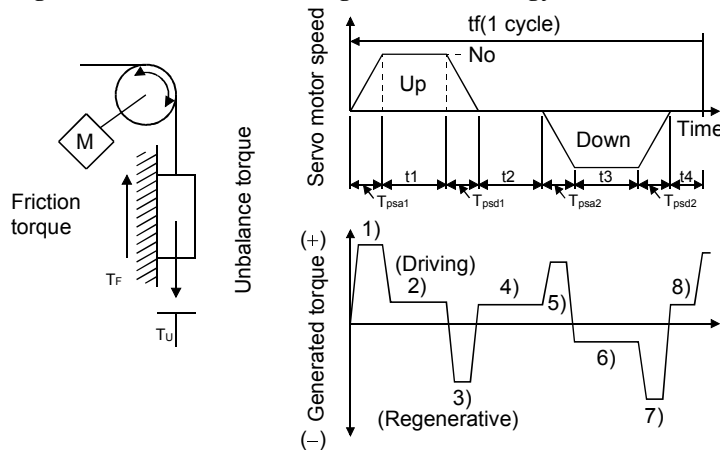 tf(1 cycle)
No
Up
Servo motor speed
Time
Down
M
t1
t2
t3
t4
Tpsa1
Tpsd1
Tpsa2
Tpsd2
Friction
torque
Unbalance torque
TF
TU
(+)
1)
(Driving)
2)
4)
8)
5)
6)
3)
7)
(Regenerative)
Generated torque
(–)